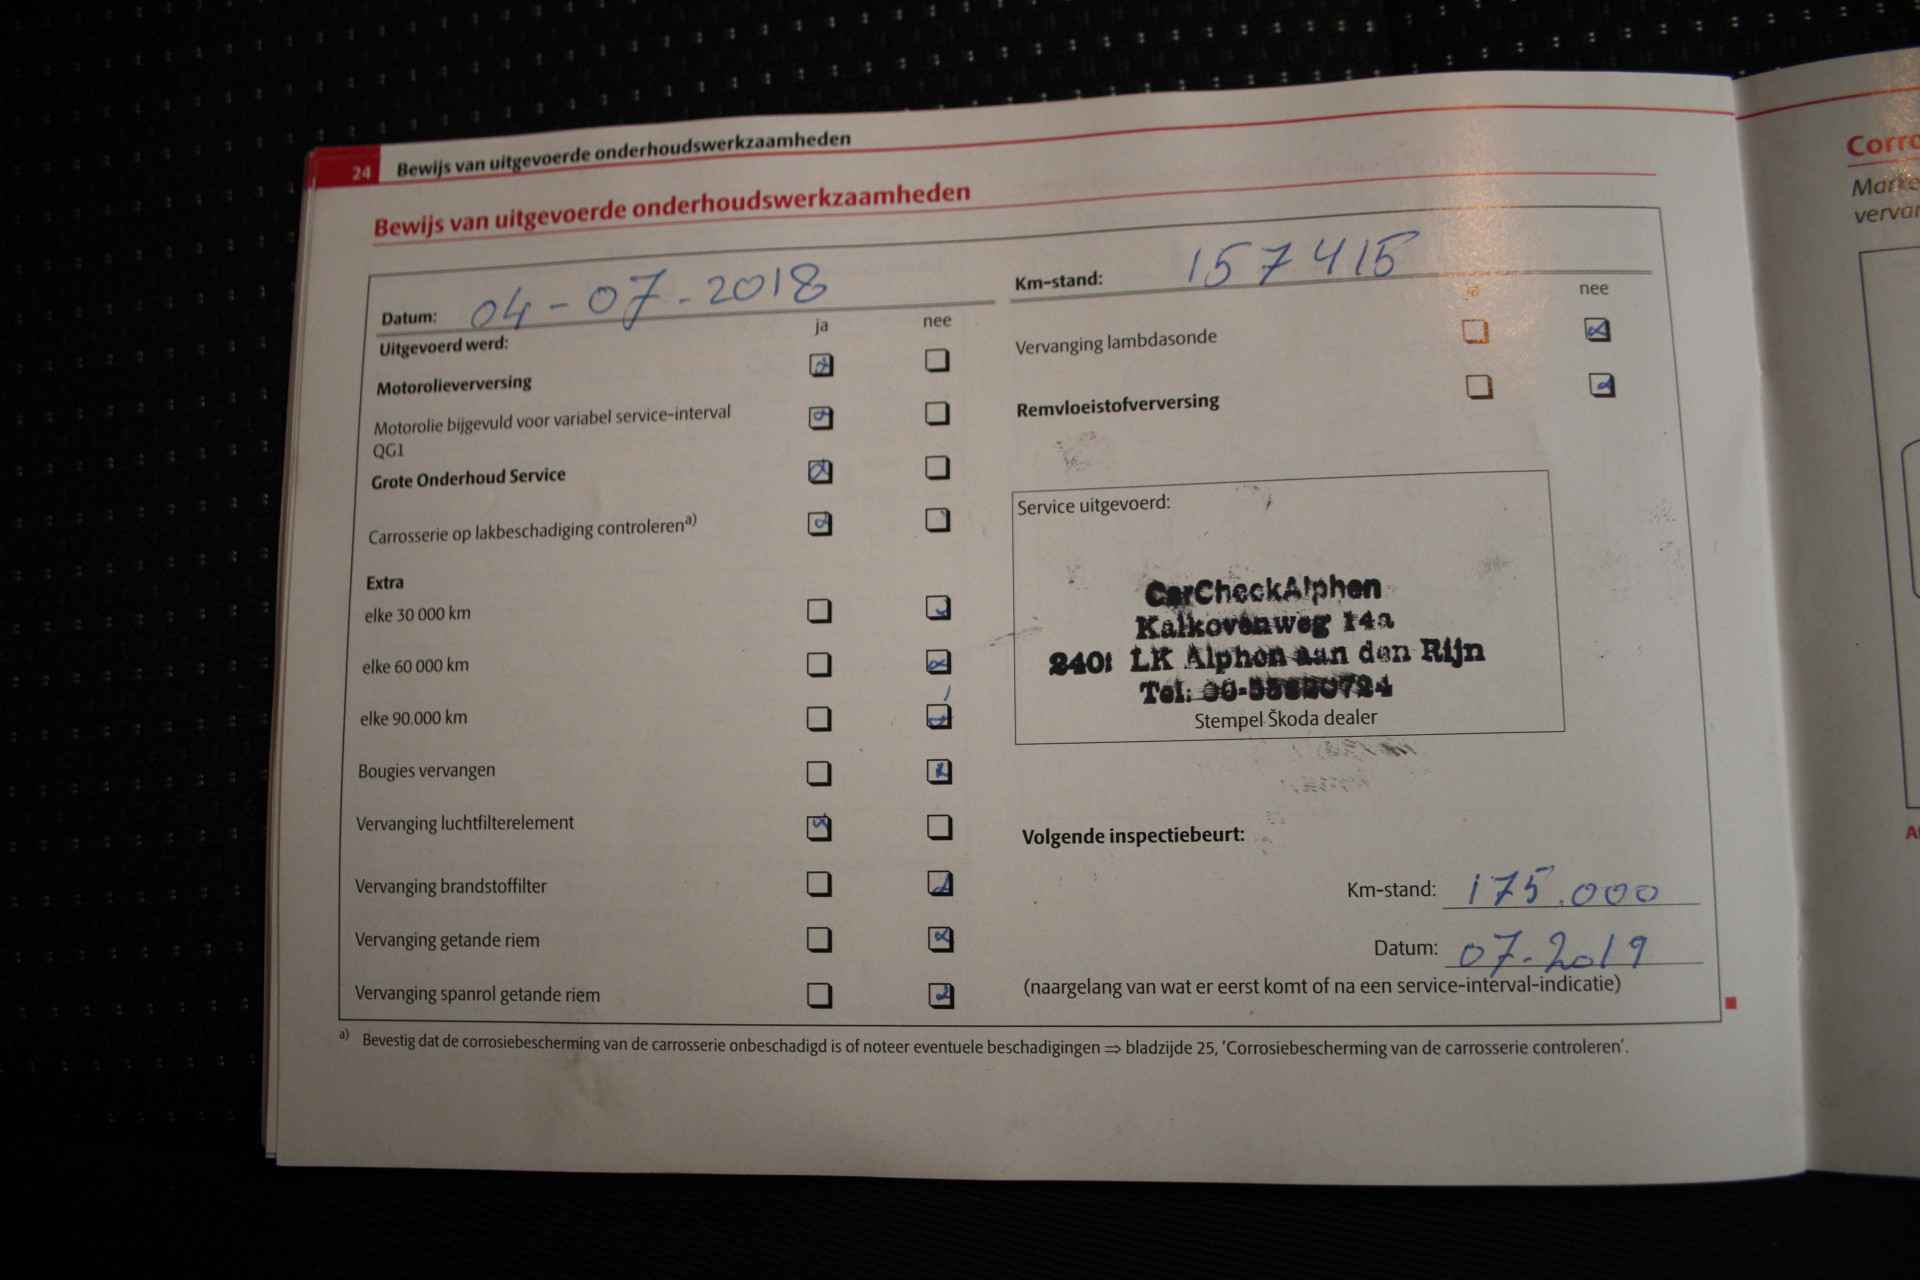 24 Bewijs van uitgevoerde onderhoudswerkzaamheden
Bewijs van uitgevoerde onderhoudswerkzaamheden
Datum: 04-07-2018
ja nee
Uitgevoerd werd:
Motorolieverversing
Motorolie bijgevuld voor variabel service-interval
QG1
Grote Onderhoud Service
Carrosserie op lakbeschadiging controleren a)
Extra
elke 30 000 km
elke 60 000 km
elke 90.000 km
Bougies vervangen
Vervanging luchtfilterelement
Vervanging brandstoffilter
Vervanging getande riem
Vervanging spanrol getande riem
Km-stand: 157415
ja nee
Vervanging lambdasonde
Remvloeistofverversing
Service uitgevoerd:
CarCheckAlphen
Kalkovenweg 14a
2401 LK Alphen aan den Rijn
Tel:
Stempel Škoda dealer
Volgende inspectiebeurt:
Km-stand: 175.000
Datum: 07-2019
(naargelang van wat er eerst komt of na een service-interval-indicatie)
a) Bevestig dat de corrosiebescherming van de carrosserie onbeschadigd is of noteer eventuele beschadigingen ⇒ bladzijde 25, 'Corrosiebescherming van de carrosserie controleren'.